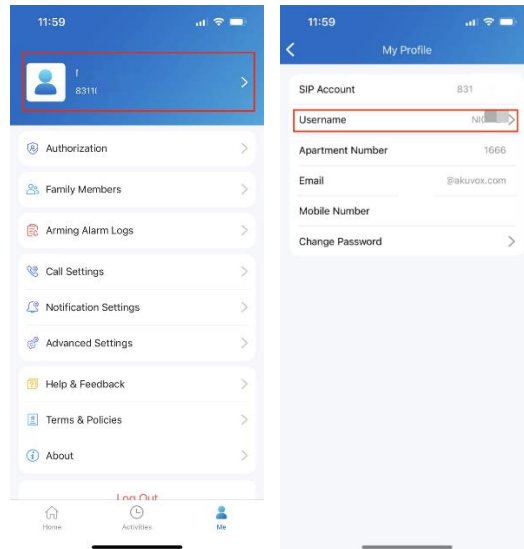 11:59
83110
Authorization
Family Members
Arming Alarm Logs
Call Settings
Notification Settings
Advanced Settings
Help & Feedback
Terms & Policies
About
Log Out
Home
Activities
Me
11:59
My Profile
SIP Account 831
Username NI
Apartment Number 1666
Email @akuvox.com
Mobile Number
Change Password